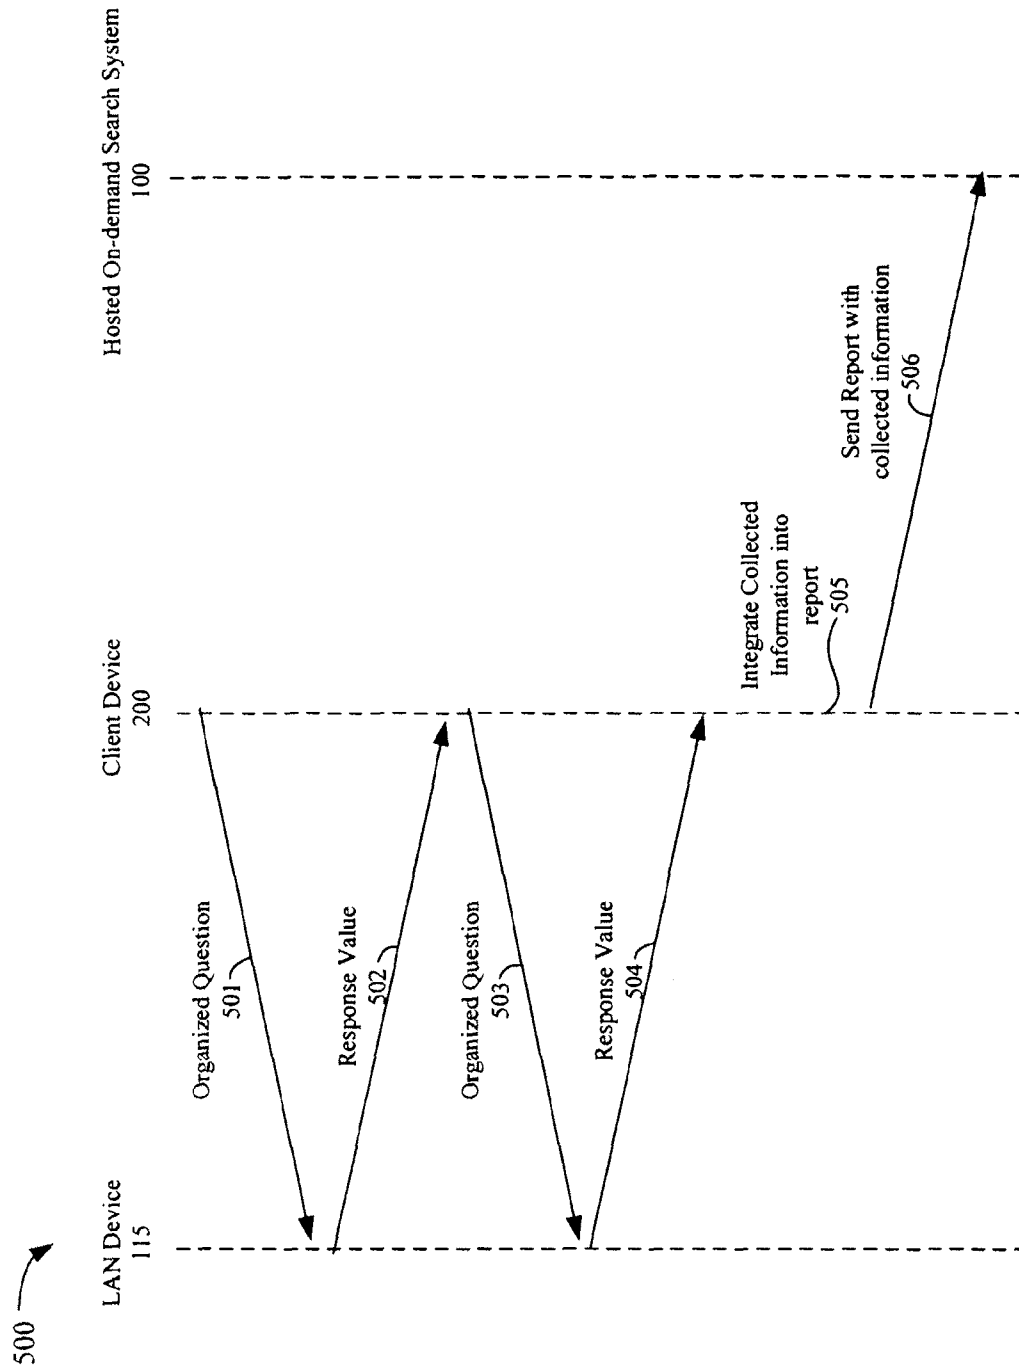 500
LAN Device
115
Client Device
200
Hosted On-demand Search System
100
Organized Question
501
Response Value
502
Organized Question
503
Response Value
504
Integrate Collected
Information into
report
505
Send Report with
collected information
506